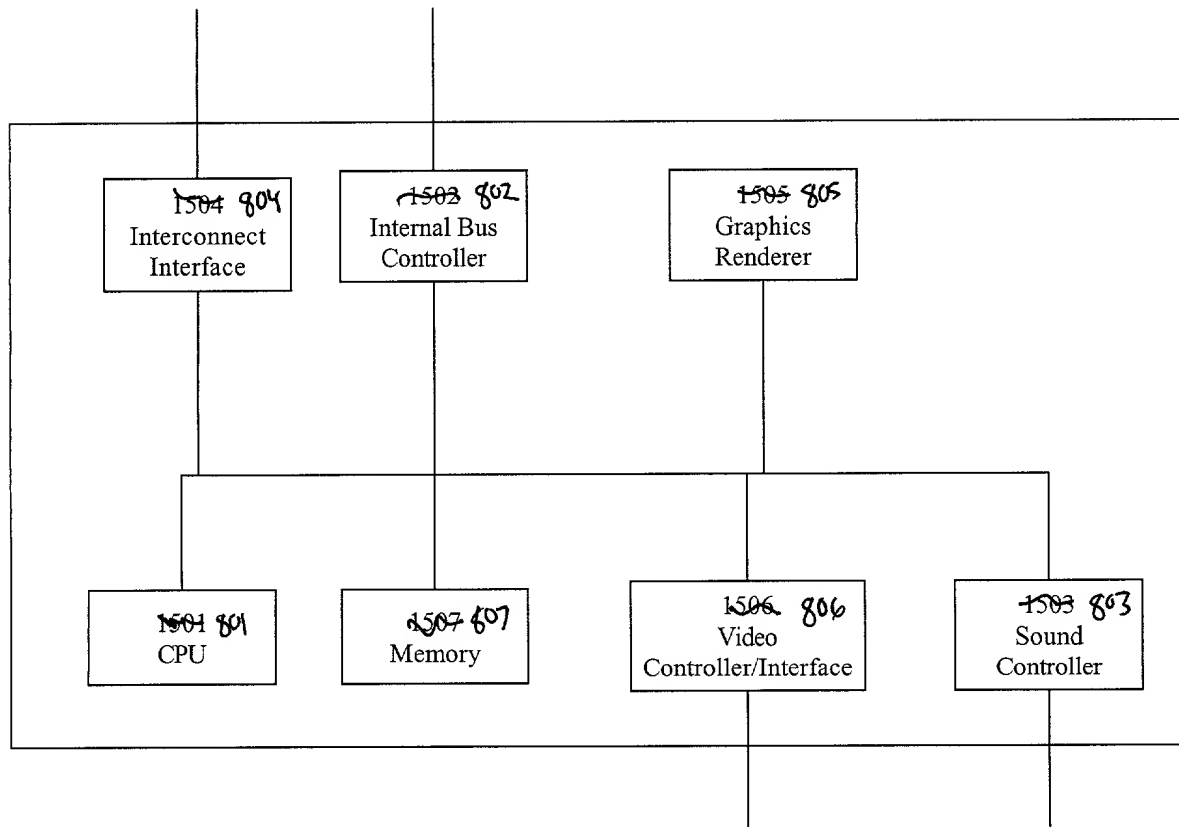 1504 804
Interconnect
Interface
1502 802
Internal Bus
Controller
1505 805
Graphics
Renderer
1501 801
CPU
1507 807
Memory
1506 806
Video
Controller/Interface
1503 803
Sound
Controller